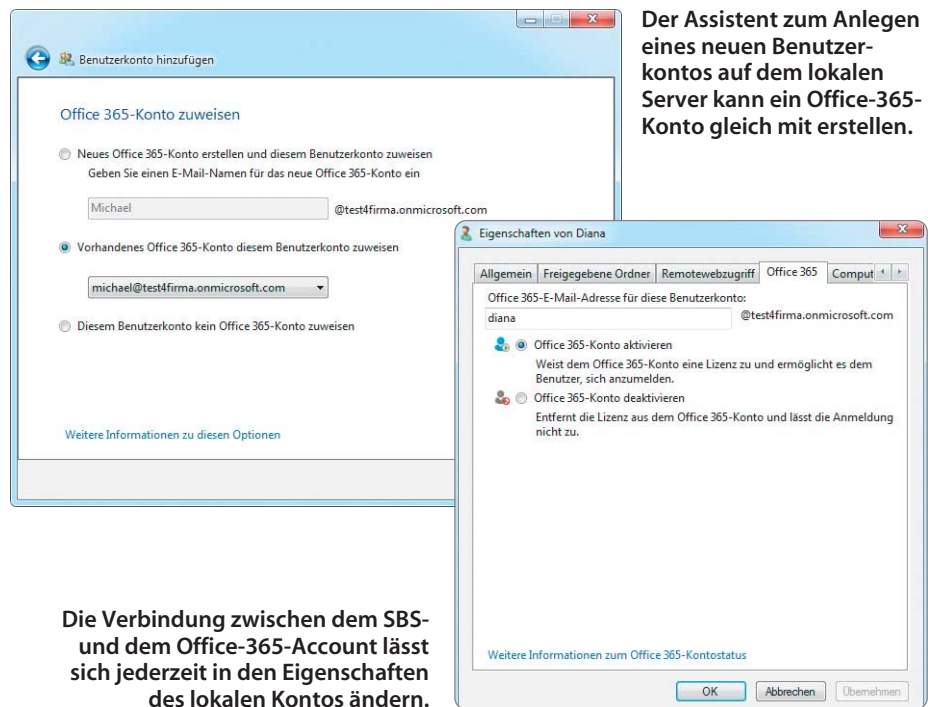 Benutzerkonto hinzufügen
Office 365-Konto zuweisen
Neues Office 365-Konto erstellen und diesem Benutzerkonto zuweisen
Geben Sie einen E-Mail-Namen für das neue Office 365-Konto ein
Michael @test4firma.onmicrosoft.com
Vorhandenes Office 365-Konto diesem Benutzerkonto zuweisen
michael@test4firma.onmicrosoft.com
Diesem Benutzerkonto kein Office 365-Konto zuweisen
Weitere Informationen zu diesen Optionen
Der Assistent zum Anlegen
eines neuen Benutzer-
kontos auf dem lokalen
Server kann ein Office-365-
Konto gleich mit erstellen.
Eigenschaften von Diana
Allgemein Freigegebene Ordner Remotewebzugriff Office 365 Comput
Office 365-E-Mail-Adresse für diese Benutzerkonto:
diana @test4firma.onmicrosoft.com
Office 365-Konto aktivieren
Weist dem Office 365-Konto eine Lizenz zu und ermöglicht es dem
Benutzer, sich anzumelden.
Office 365-Konto deaktivieren
Entfernt die Lizenz aus dem Office 365-Konto und lässt die Anmeldung
nicht zu.
Weitere Informationen zum Office 365-Kontostatus
OK Abbrechen Übernehmen
Die Verbindung zwischen dem SBS-
und dem Office-365-Account lässt
sich jederzeit in den Eigenschaften
des lokalen Kontos ändern.